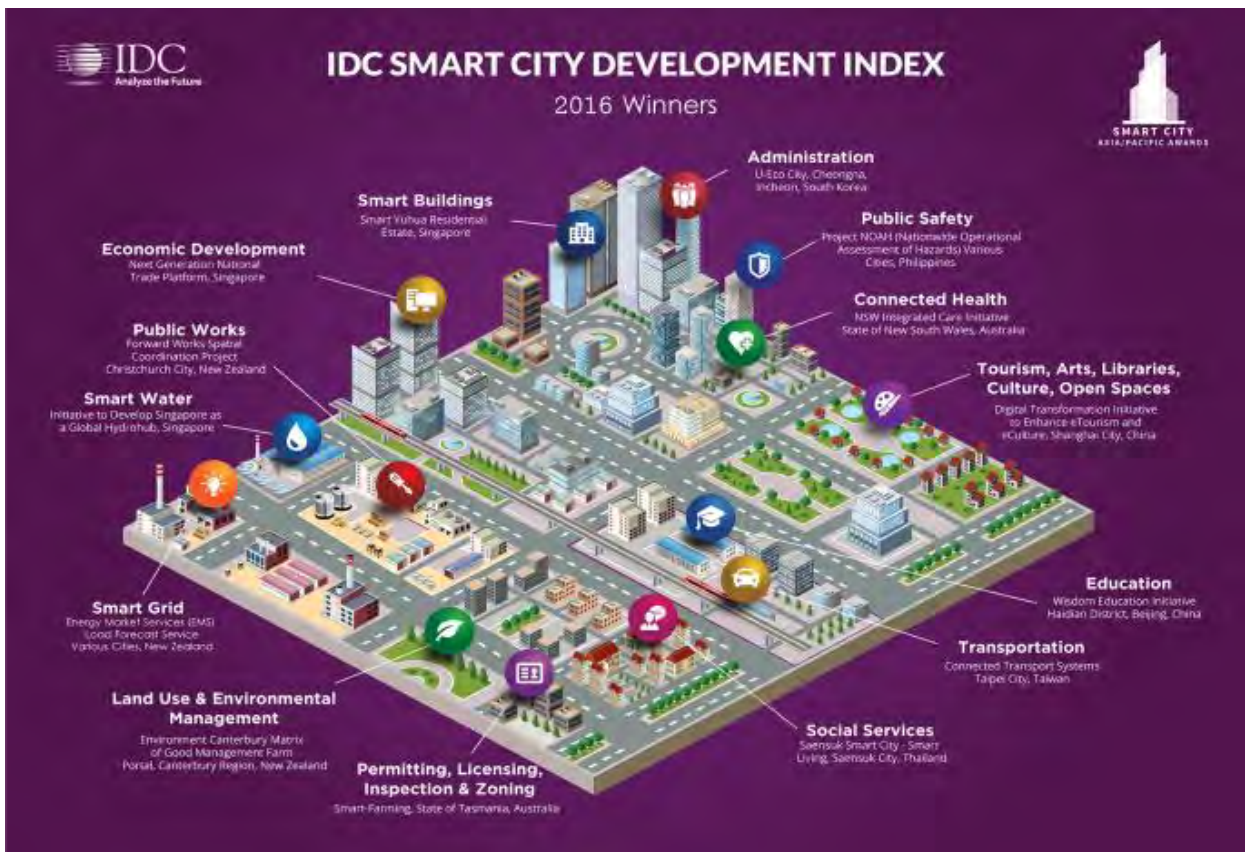 IDC
Analyze the Future
IDC SMART CITY DEVELOPMENT INDEX
2016 Winners
SMART CITY
ASIA/PACIFIC AWARDS
Administration
U-Eco City, Cheongna,
Incheon, South Korea
Smart Buildings
Smart Yuhua Residential
Estate, Singapore
Public Safety
Project NOAH (Nationwide Operational
Assessment of Hazards) Various
Cities, Philippines
Economic Development
Next Generation National
Trade Platform, Singapore
Connected Health
NSW Integrated Care Initiative
State of New South Wales, Australia
Public Works
Forward Works Spatial
Coordination Project
Christchurch City, New Zealand
Tourism, Arts, Libraries,
Culture, Open Spaces
Digital Transformation Initiative
to Enhance eTourism and
eCulture, Shanghai City, China
Smart Water
Initiative to Develop Singapore as
a Global Hydrohub, Singapore
Education
Wisdom Education Initiative
Haidian District, Beijing, China
Smart Grid
Energy Market Services (EMS)
Load Forecast Service
Various Cities, New Zealand
Transportation
Connected Transport Systems
Taipei City, Taiwan
Land Use & Environmental
Management
Environment Canterbury Matrix
of Good Management Farm
Portal, Canterbury Region, New Zealand
Social Services
Saensuk Smart City - Smart
Living, Saensuk City, Thailand
Permitting, Licensing,
Inspection & Zoning
Smart-Farming, State of Tasmania, Australia